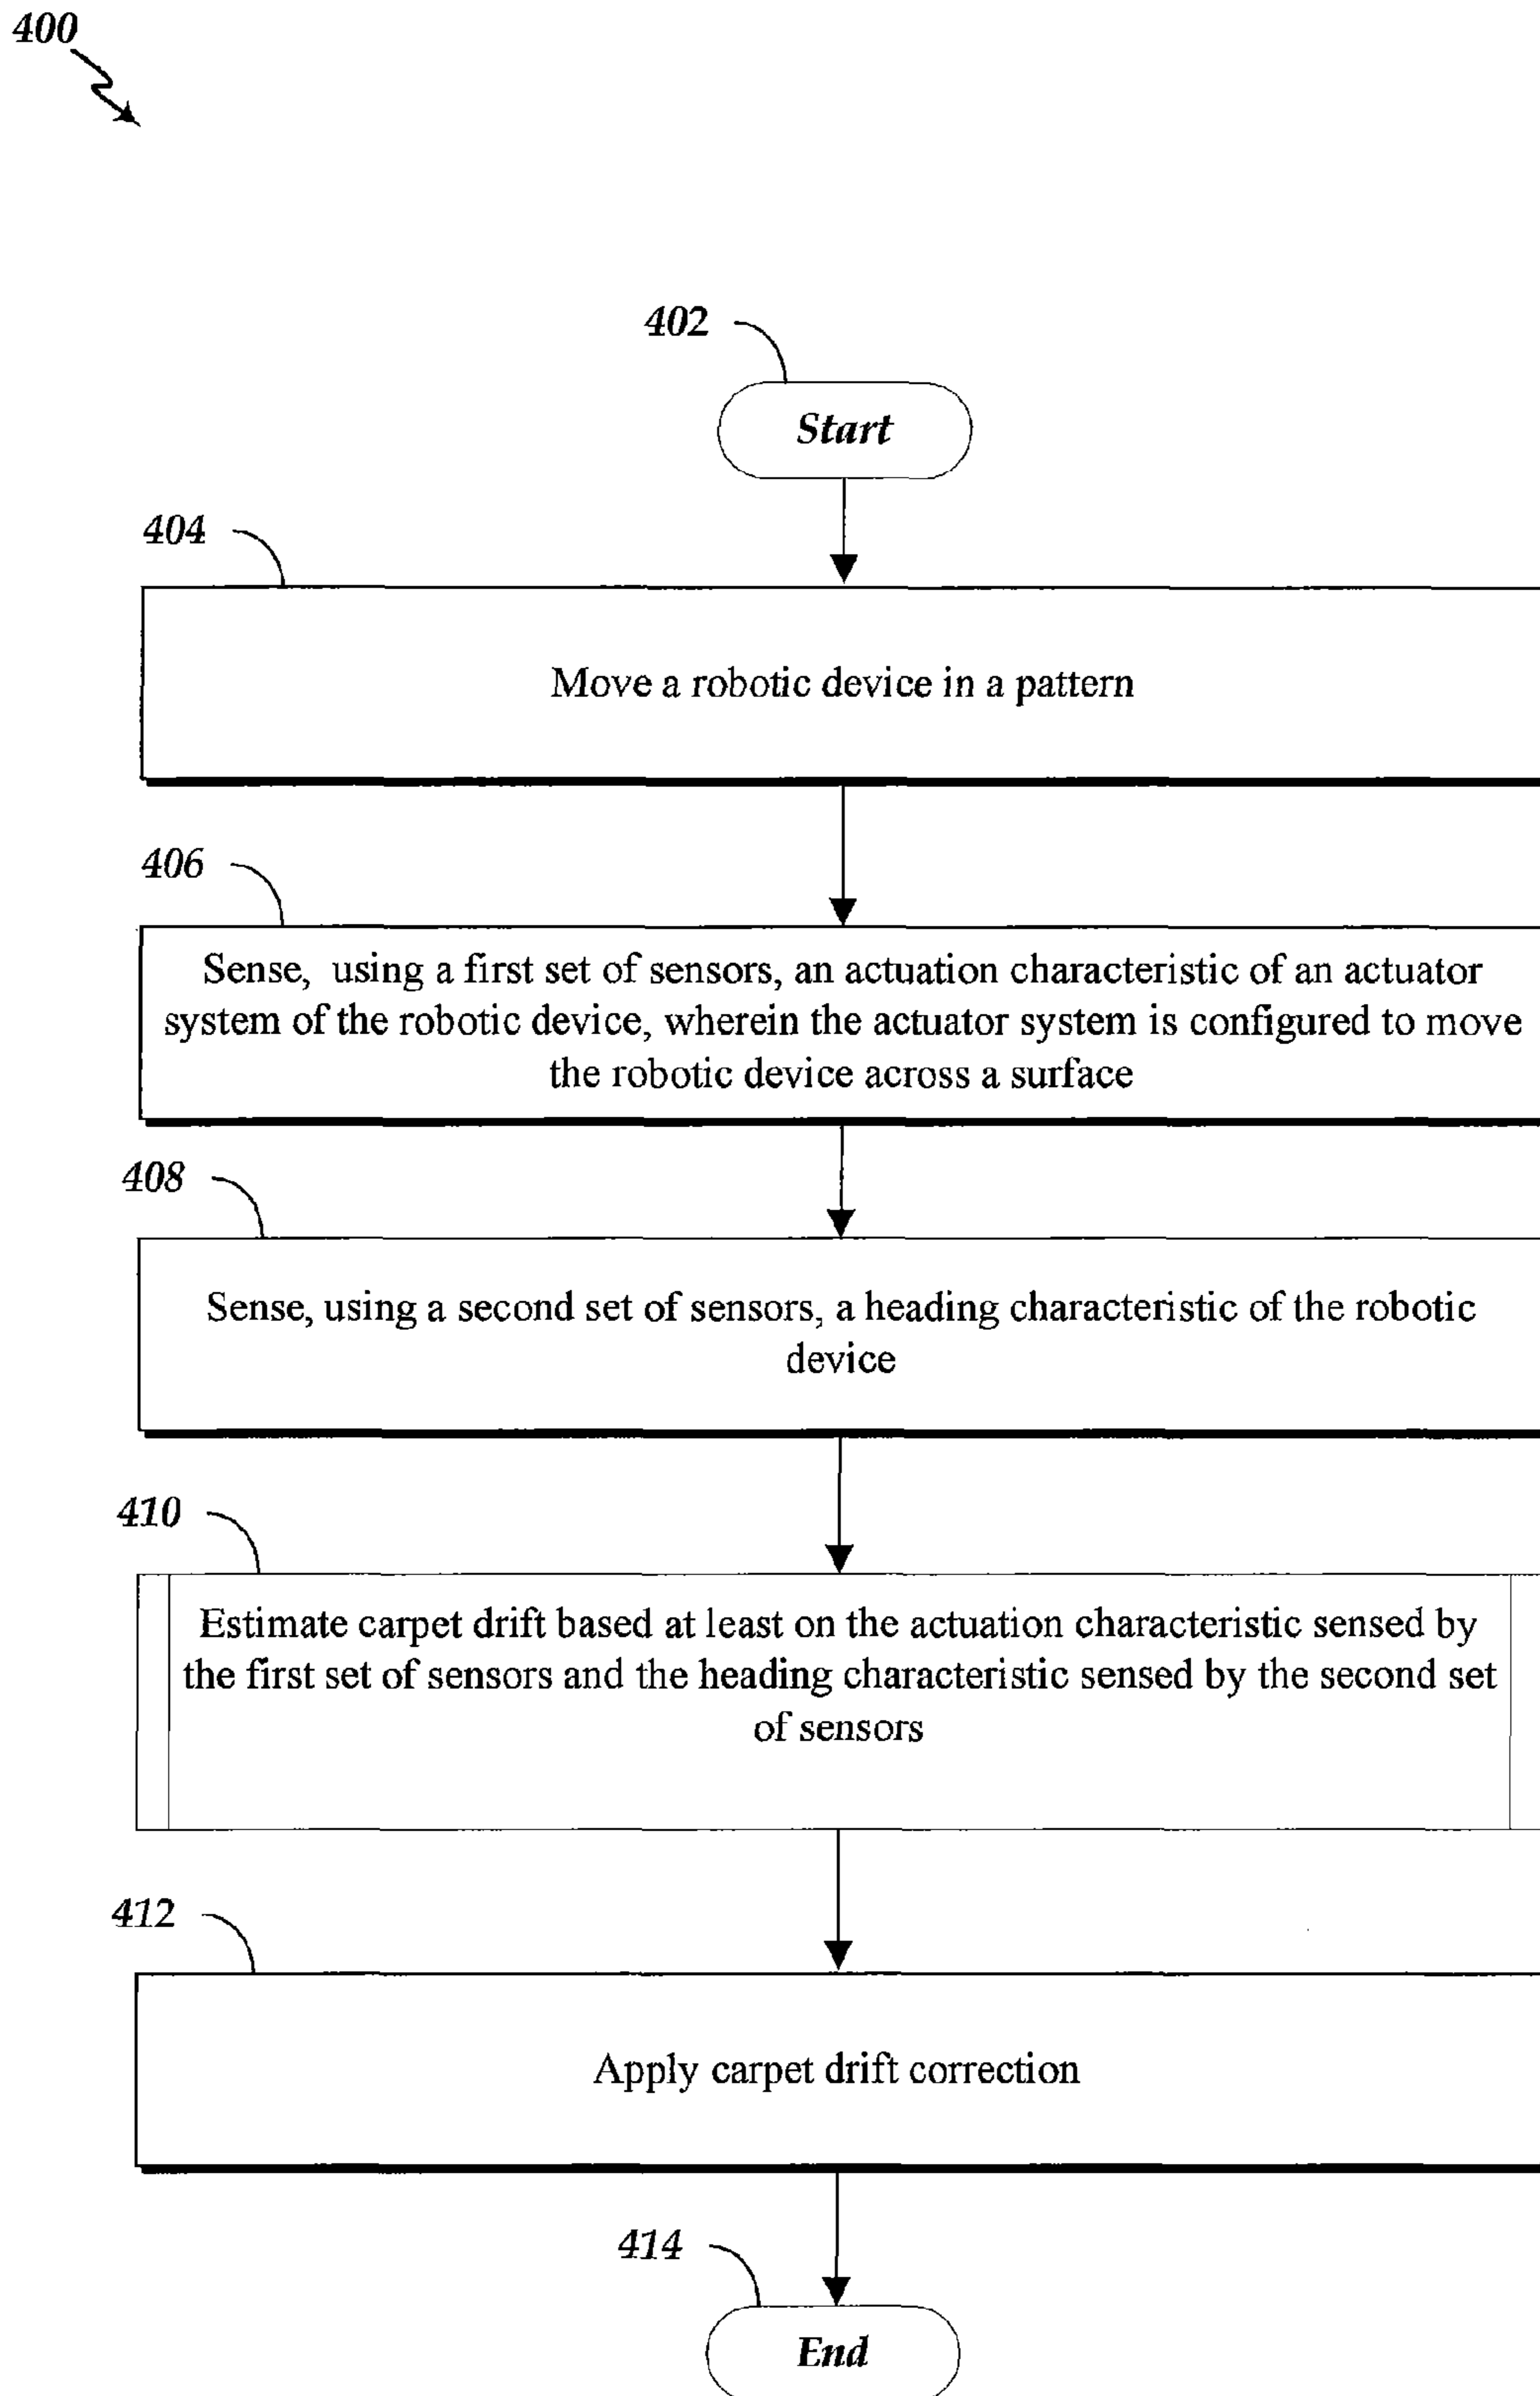 400
402
Start
404
Move a robotic device in a pattern
406
Sense, using a first set of sensors, an actuation characteristic of an actuator
system of the robotic device, wherein the actuator system is configured to move
the robotic device across a surface
408
Sense, using a second set of sensors, a heading characteristic of the robotic
device
410
Estimate carpet drift based at least on the actuation characteristic sensed by
the first set of sensors and the heading characteristic sensed by the second set
of sensors
412
Apply carpet drift correction
414
End